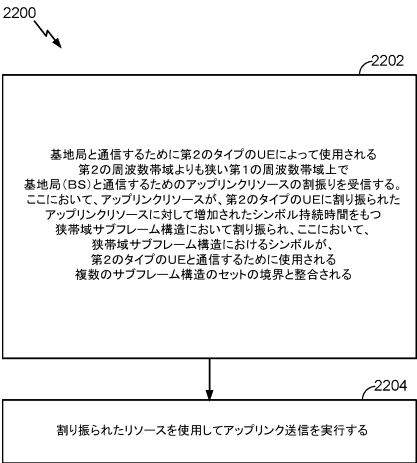 2200
2202
基地局と通信するために第2のタイプのUEによって使用される
第2の周波数帯域よりも狭い第1の周波数帯域上で
基地局(BS)と通信するためのアップリンクリソースの割振りを受信する。
ここにおいて、アップリンクリソースが、第2のタイプのUEに割り振られた
アップリンクリソースに対して増加されたシンボル持続時間をもつ
狭帯域サブフレーム構造において割り振られ、ここにおいて、
狭帯域サブフレーム構造におけるシンボルが、
第2のタイプのUEと通信するために使用される
複数のサブフレーム構造のセットの境界と整合される
2204
割り振られたリソースを使用してアップリンク送信を実行する